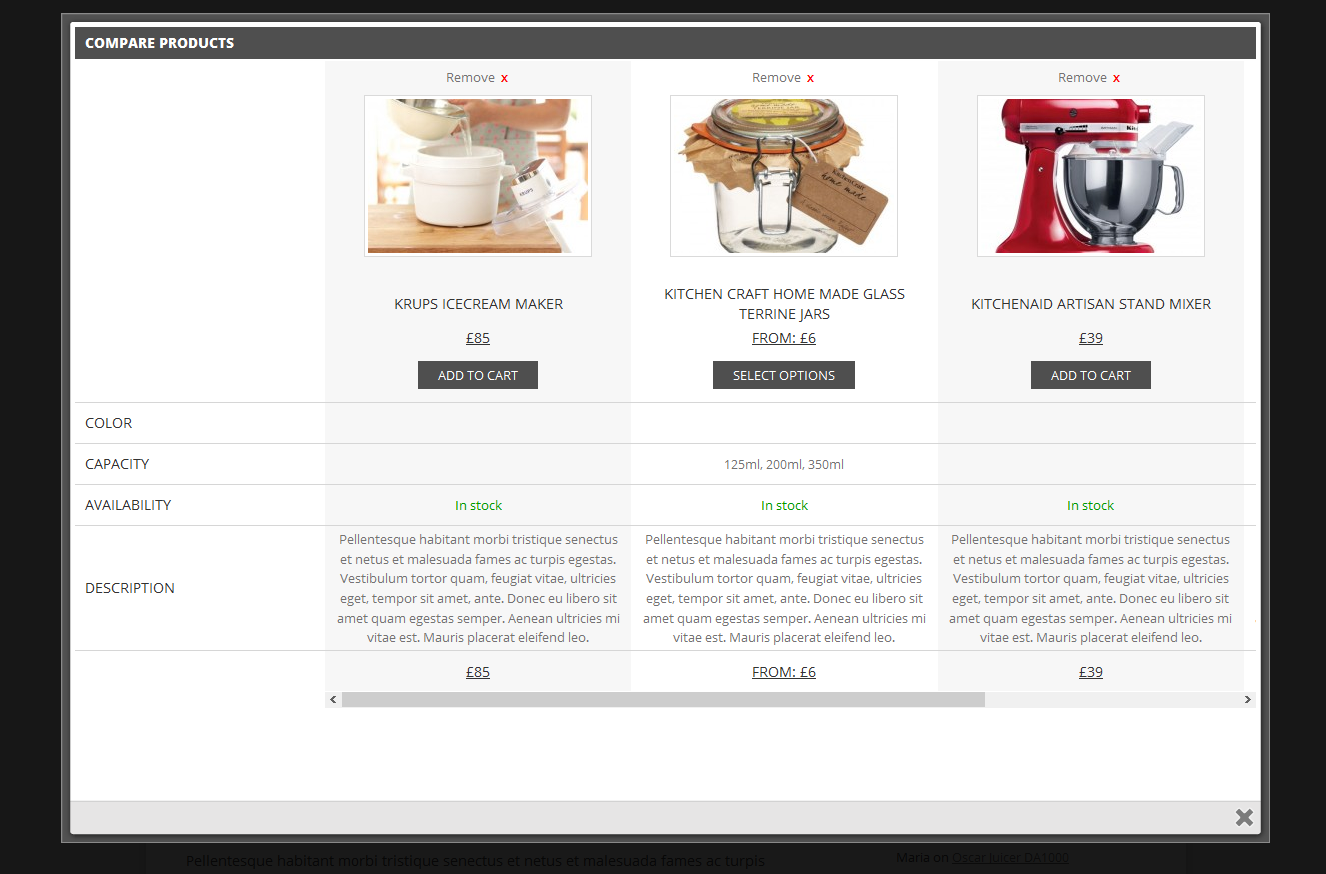 COMPARE PRODUCTS
Remove x
Remove x
Remove x
KRUPS
TERRINE JAR
kitchencraft
home made
ARTISAN
KRUPS ICECREAM MAKER
KITCHEN CRAFT HOME MADE GLASS
TERRINE JARS
KITCHENAID ARTISAN STAND MIXER
£85
FROM: £6
£39
ADD TO CART
SELECT OPTIONS
ADD TO CART
COLOR
CAPACITY
125ml, 200ml, 350ml
AVAILABILITY
In stock
In stock
In stock
DESCRIPTION
Pellentesque habitant morbi tristique senectus
et netus et malesuada fames ac turpis egestas.
Vestibulum tortor quam, feugiat vitae, ultricies
eget, tempor sit amet, ante. Donec eu libero sit
amet quam egestas semper. Aenean ultricies mi
vitae est. Mauris placerat eleifend leo.
Pellentesque habitant morbi tristique senectus
et netus et malesuada fames ac turpis egestas.
Vestibulum tortor quam, feugiat vitae, ultricies
eget, tempor sit amet, ante. Donec eu libero sit
amet quam egestas semper. Aenean ultricies mi
vitae est. Mauris placerat eleifend leo.
Pellentesque habitant morbi tristique senectus
et netus et malesuada fames ac turpis egestas.
Vestibulum tortor quam, feugiat vitae, ultricies
eget, tempor sit amet, ante. Donec eu libero sit
amet quam egestas semper. Aenean ultricies mi
vitae est. Mauris placerat eleifend leo.
£85
FROM: £6
£39
Pellentesque habitant morbi tristique senectus et netus et malesuada fames ac turpis
Maria on Oscar Juicer DA1000